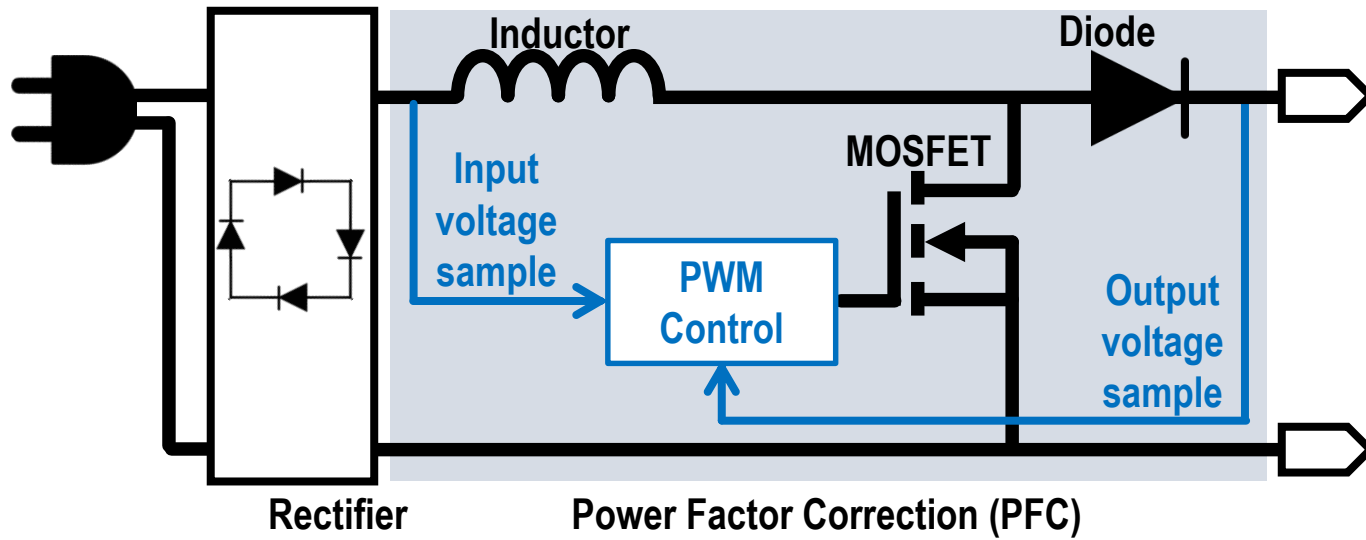 Inductor
Diode
MOSFET
Input
voltage
sample
PWM
Control
Output
voltage
sample
Rectifier
Power Factor Correction (PFC)